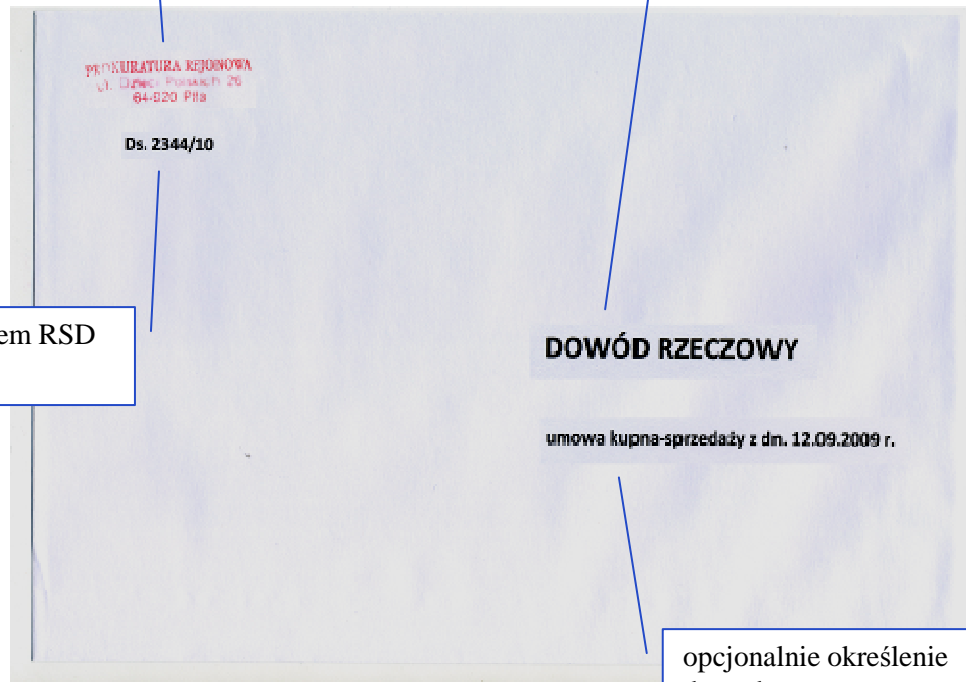 PROKURATURA REJONOWA
ul. Dzieci Polskich 26
64-920 Piła
Ds. 2344/10
em RSD
DOWÓD RZECZOWY
umowa kupna-sprzedaży z dn. 12.09.2009 r.
opcjonalnie określenie